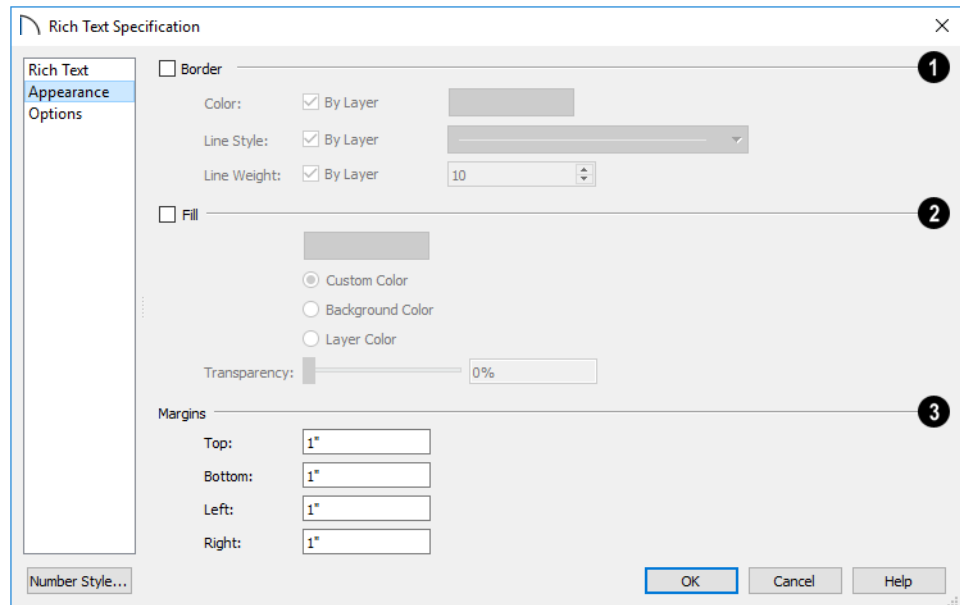 Rich Text Specification
Rich Text
Appearance
Options
Border
1
Color:
By Layer
Line Style:
By Layer
Line Weight:
By Layer
10
Fill
2
Custom Color
Background Color
Layer Color
Transparency:
0%
Margins
3
Top:
1"
Bottom:
1"
Left:
1"
Right:
1"
Number Style...
OK
Cancel
Help